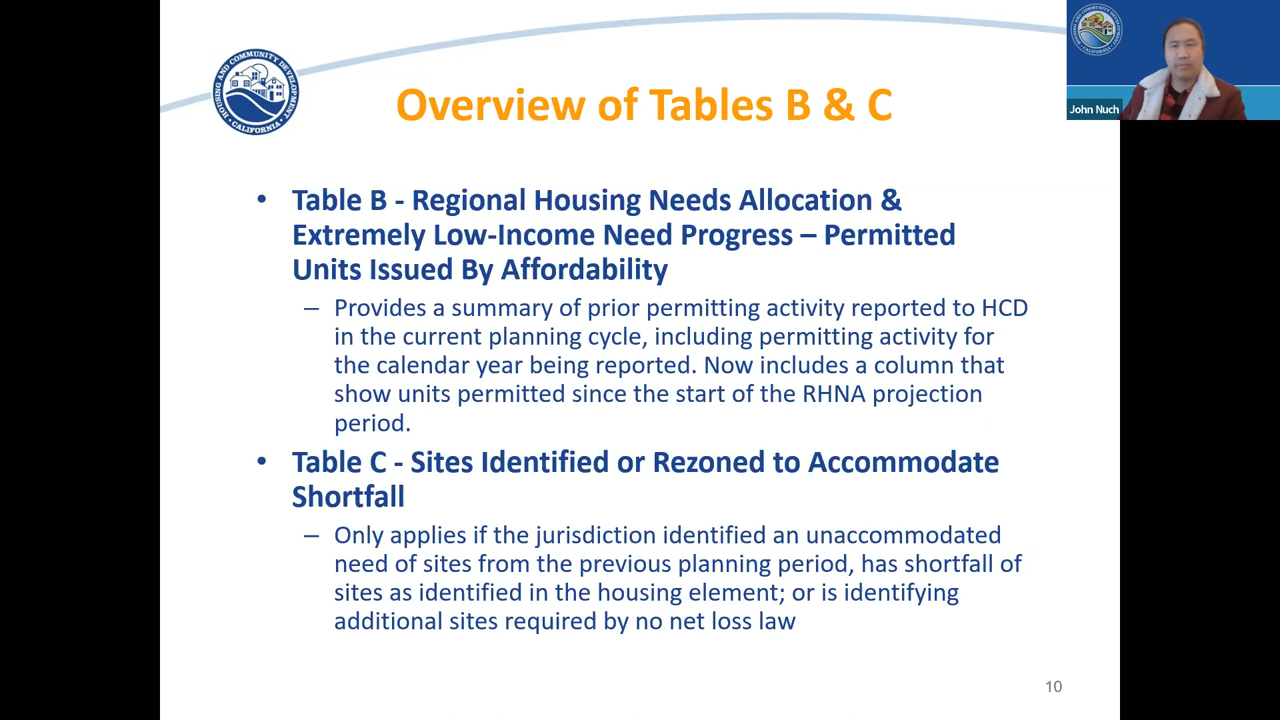 HOUSING AND COMMUNITY DEVELOPMENT
CALIFORNIA
Overview of Tables B & C
John Nuch
• Table B - Regional Housing Needs Allocation &
Extremely Low-Income Need Progress – Permitted
Units Issued By Affordability
– Provides a summary of prior permitting activity reported to HCD
in the current planning cycle, including permitting activity for
the calendar year being reported. Now includes a column that
show units permitted since the start of the RHNA projection
period.
• Table C - Sites Identified or Rezoned to Accommodate
Shortfall
– Only applies if the jurisdiction identified an unaccommodated
need of sites from the previous planning period, has shortfall of
sites as identified in the housing element; or is identifying
additional sites required by no net loss law
10